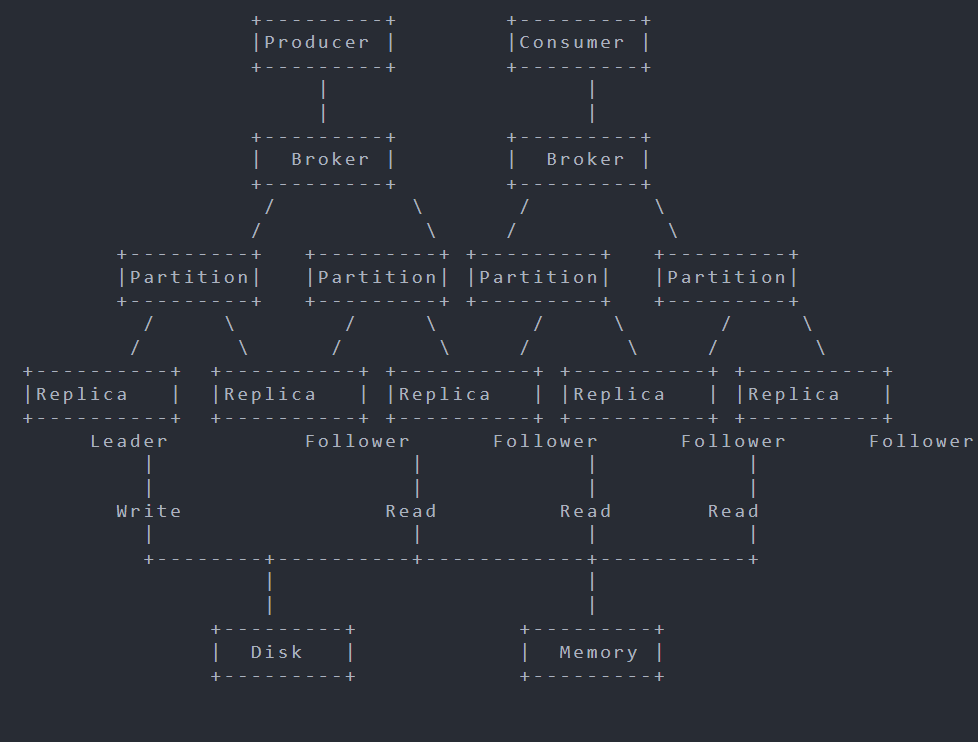 Producer Consumer
Broker Broker
Partition Partition Partition Partition
Replica Replica Replica Replica Replica
Leader Follower Follower Follower Follower
Write Read Read Read
Disk Memory